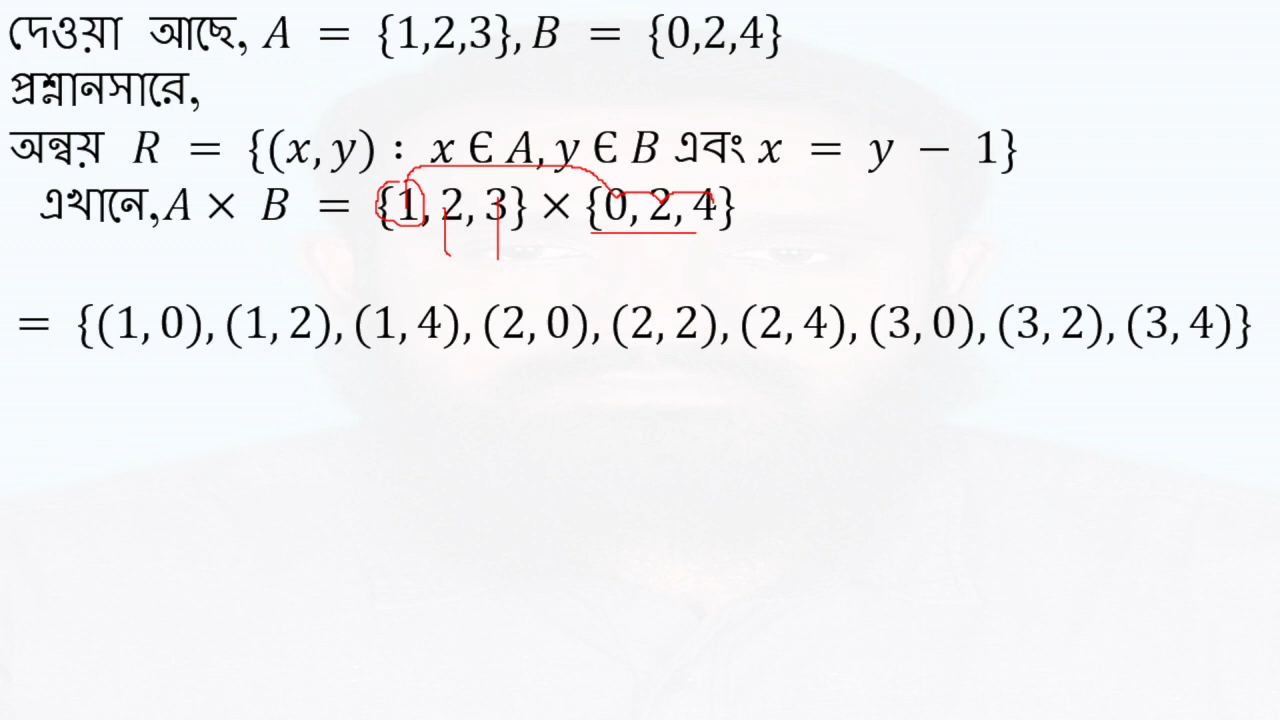 দেওয়া আছে, A = {1,2,3}, B = {0,2,4}
প্রশ্নানসারে,
অন্বয় R = {(x, y) : x Є A, y Є B এবং x = y − 1}
এখানে, A × B = {1, 2, 3} × {0, 2, 4}
= {(1, 0), (1, 2), (1, 4), (2, 0), (2, 2), (2, 4), (3, 0), (3, 2), (3, 4)}